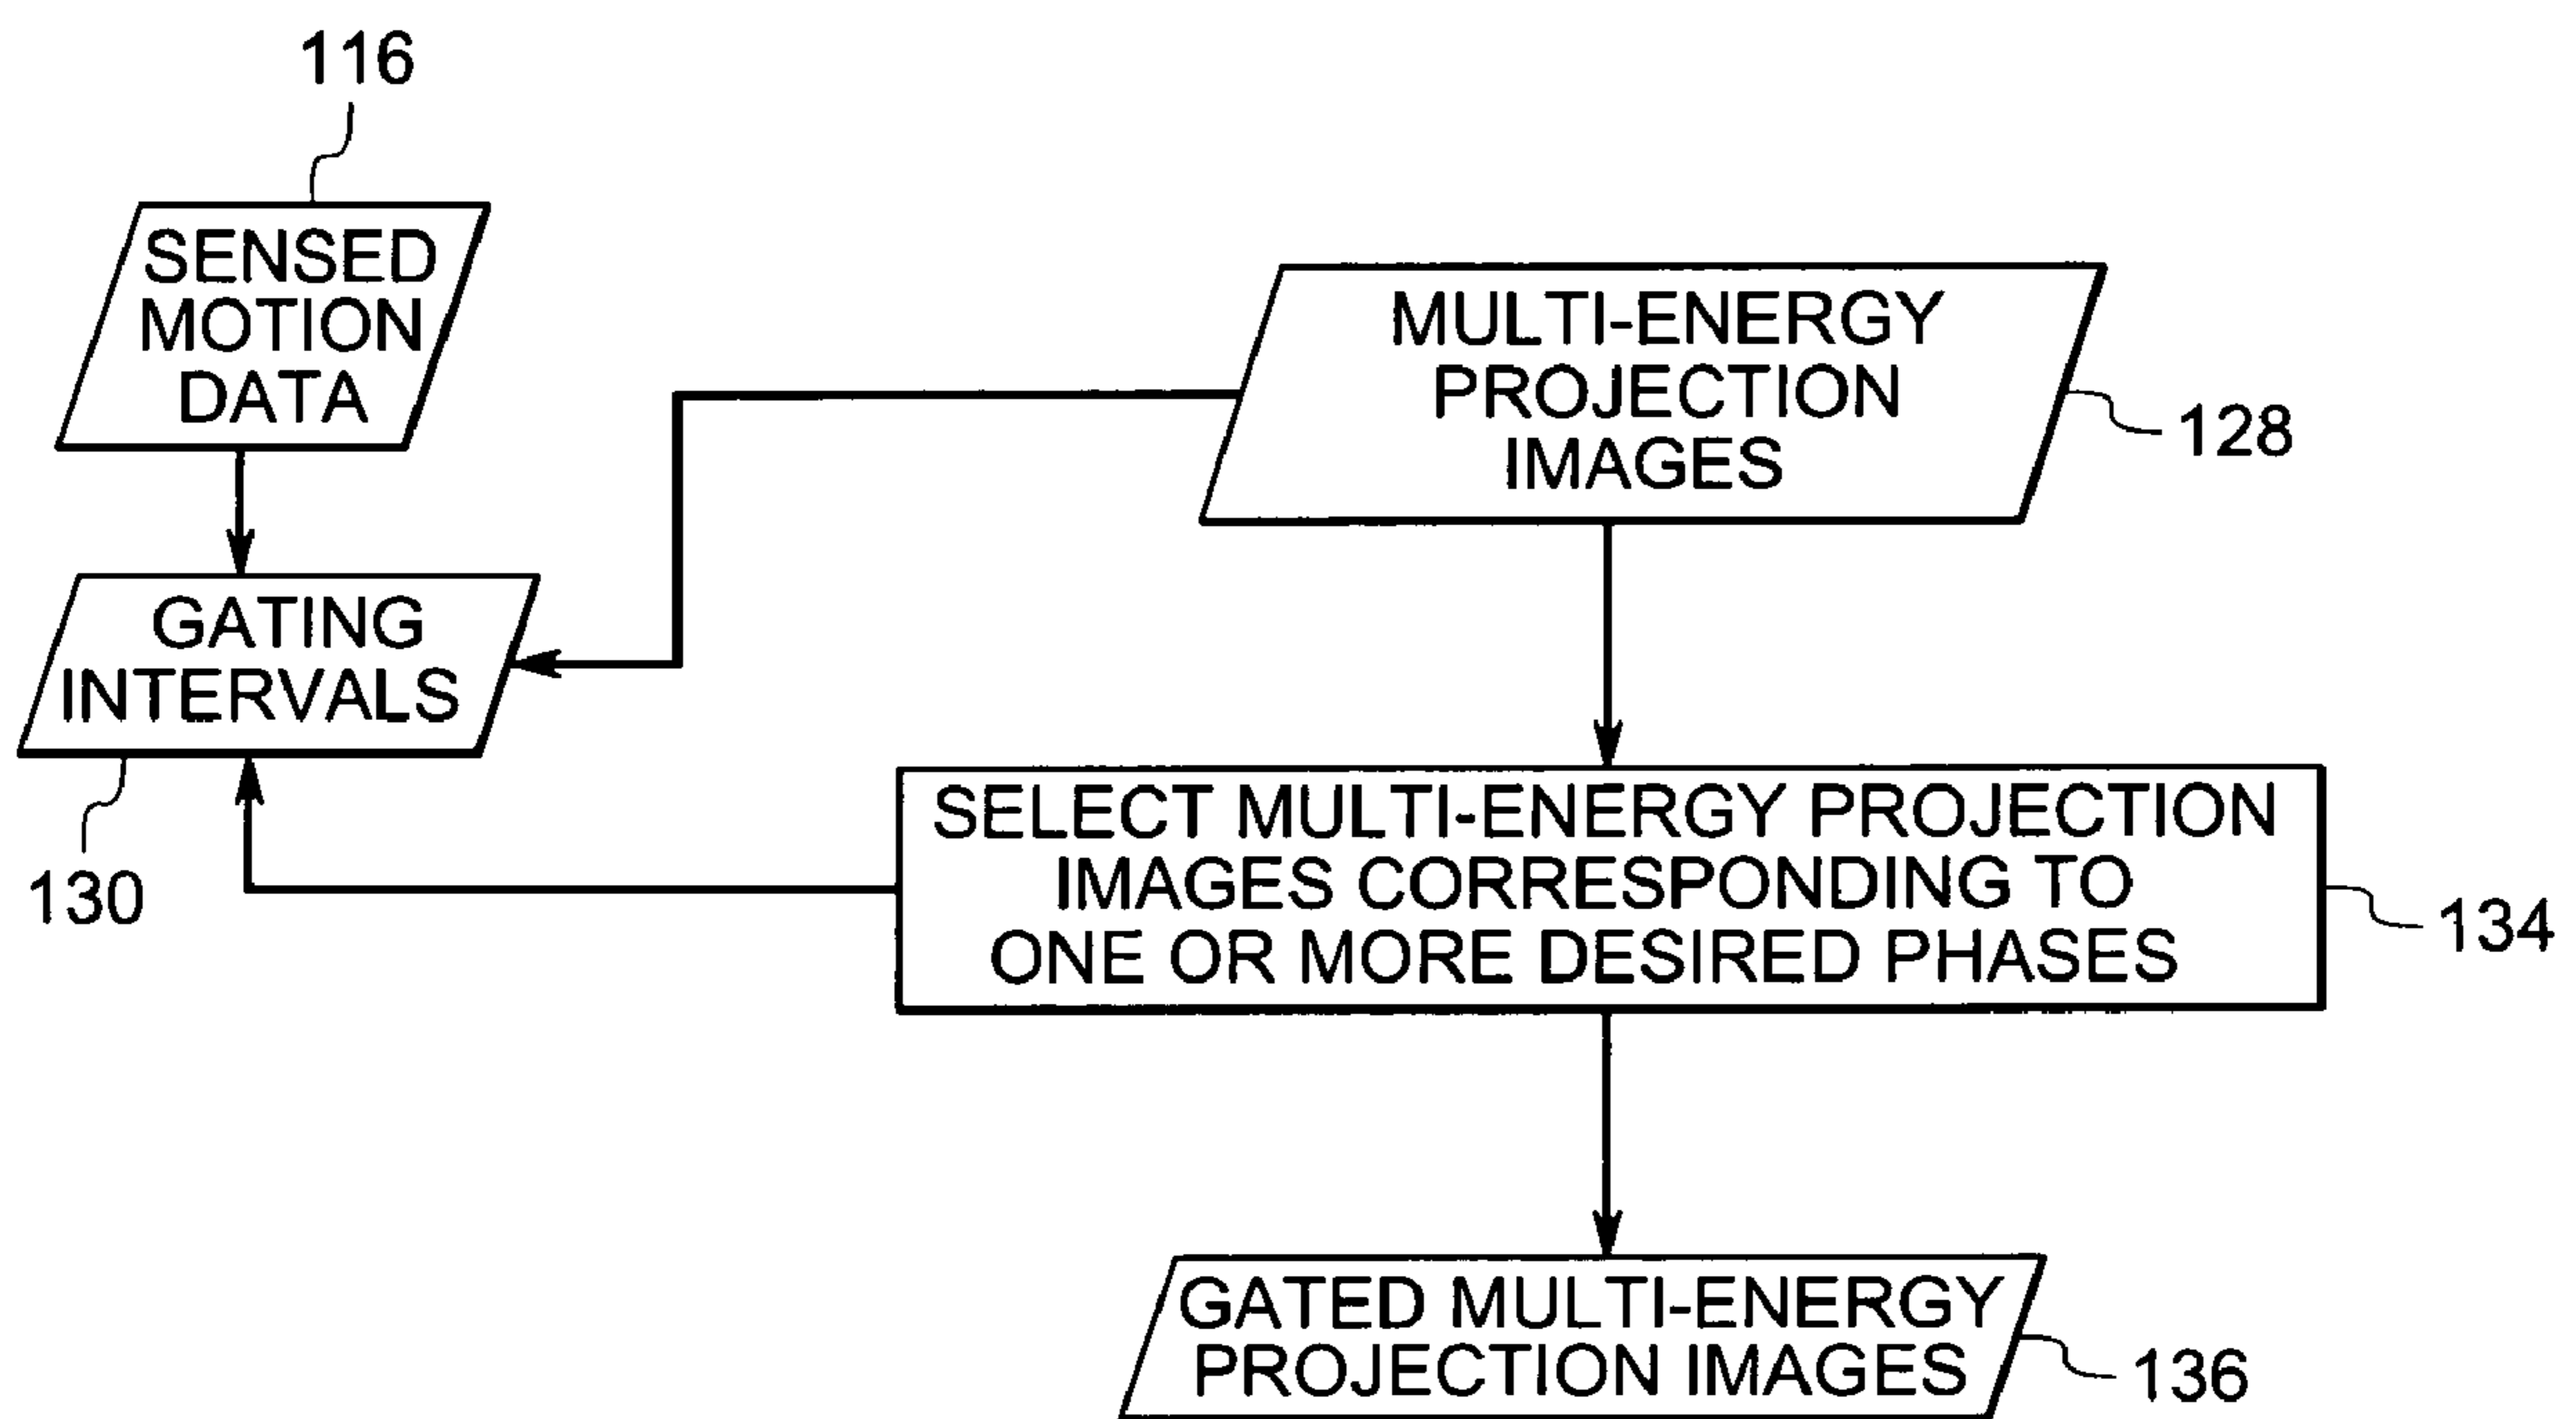 116
SENSED
MOTION
DATA
MULTI-ENERGY
PROJECTION
IMAGES
128
GATING
INTERVALS
130
SELECT MULTI-ENERGY PROJECTION
IMAGES CORRESPONDING TO
ONE OR MORE DESIRED PHASES
134
GATED MULTI-ENERGY
PROJECTION IMAGES
136